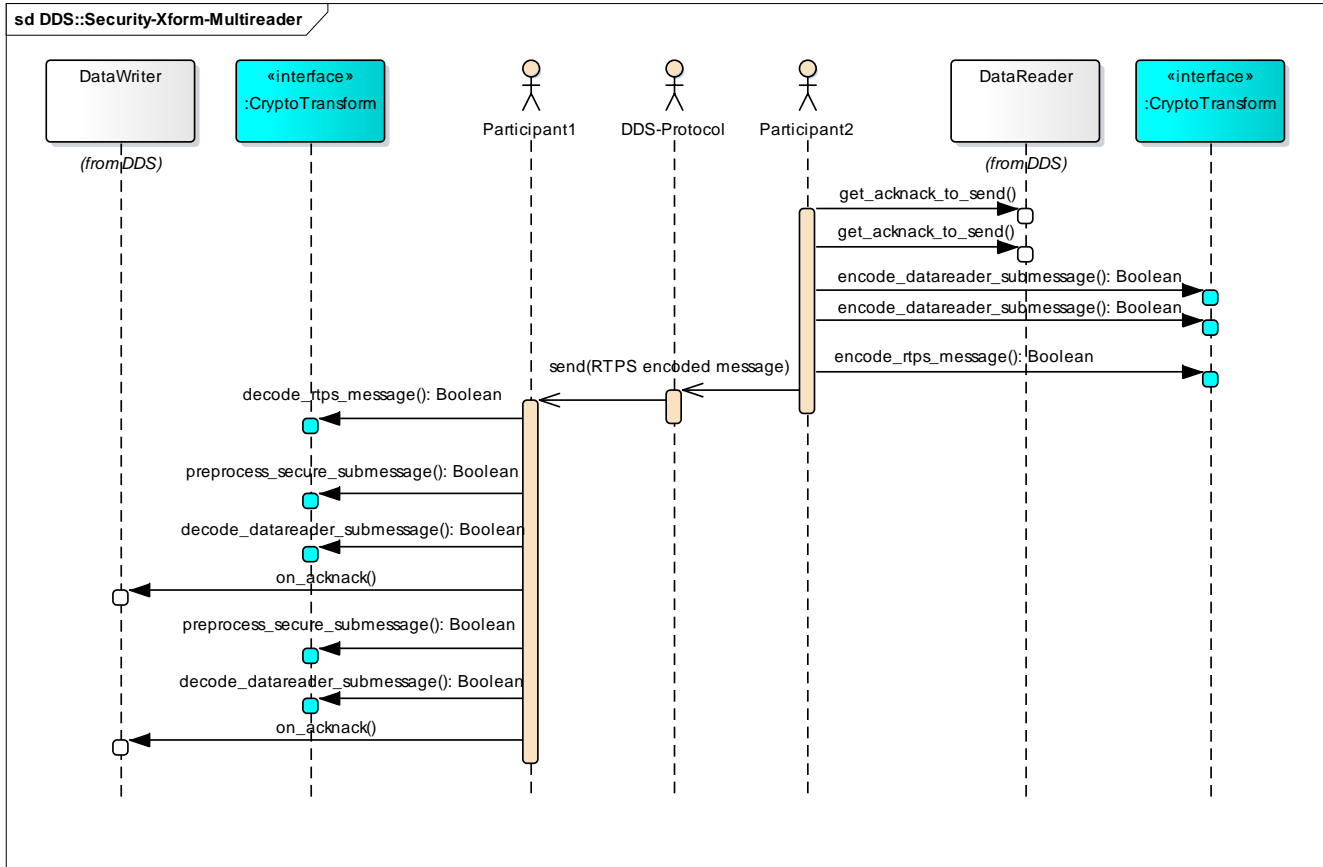 sd DDS::Security-Xform-Multireader
DataWriter
(from DDS)
«interface»
:CryptoTransform
Participant1
DDS-Protocol
Participant2
DataReader
(from DDS)
«interface»
:CryptoTransform
get_acknack_to_send()
get_acknack_to_send()
encode_datareader_submessage(): Boolean
encode_datareader_submessage(): Boolean
encode_rtps_message(): Boolean
send(RTPS encoded message)
decode_rtps_message(): Boolean
preprocess_secure_submessage(): Boolean
decode_datareader_submessage(): Boolean
on_acknack()
preprocess_secure_submessage(): Boolean
decode_datareader_submessage(): Boolean
on_acknack()